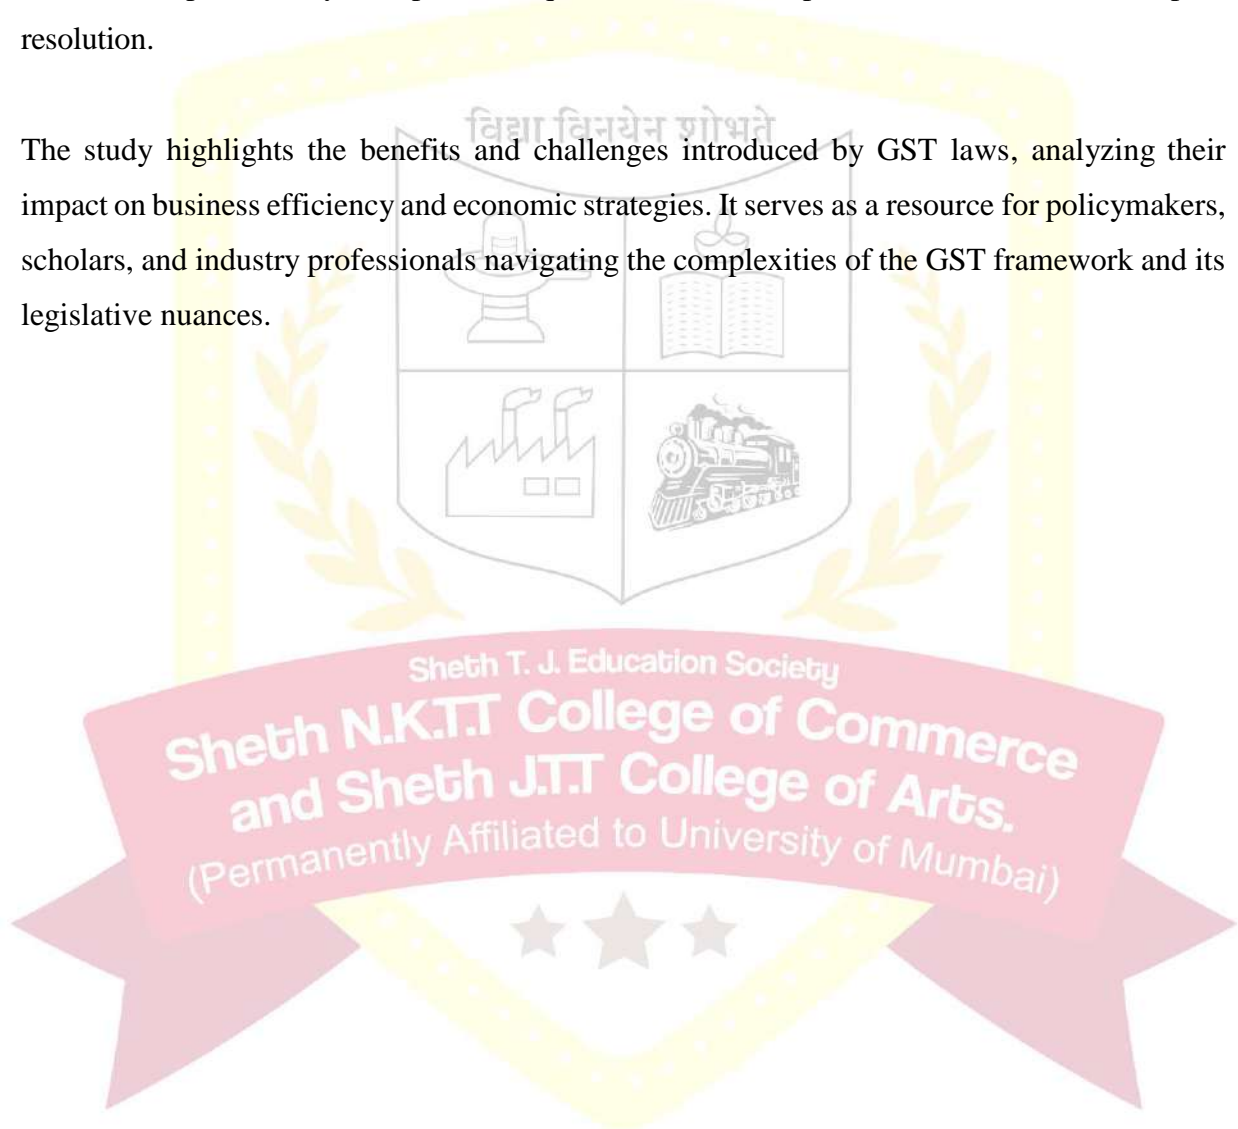 resolution.
विद्या विनयेन शोभते
The study highlights the benefits and challenges introduced by GST laws, analyzing their
impact on business efficiency and economic strategies. It serves as a resource for policymakers,
scholars, and industry professionals navigating the complexities of the GST framework and its
legislative nuances.
Sheth T. J. Education Society
Sheth N.K.T.T College of Commerce
and Sheth J.T.T College of Arts.
(Permanently Affiliated to University of Mumbai)